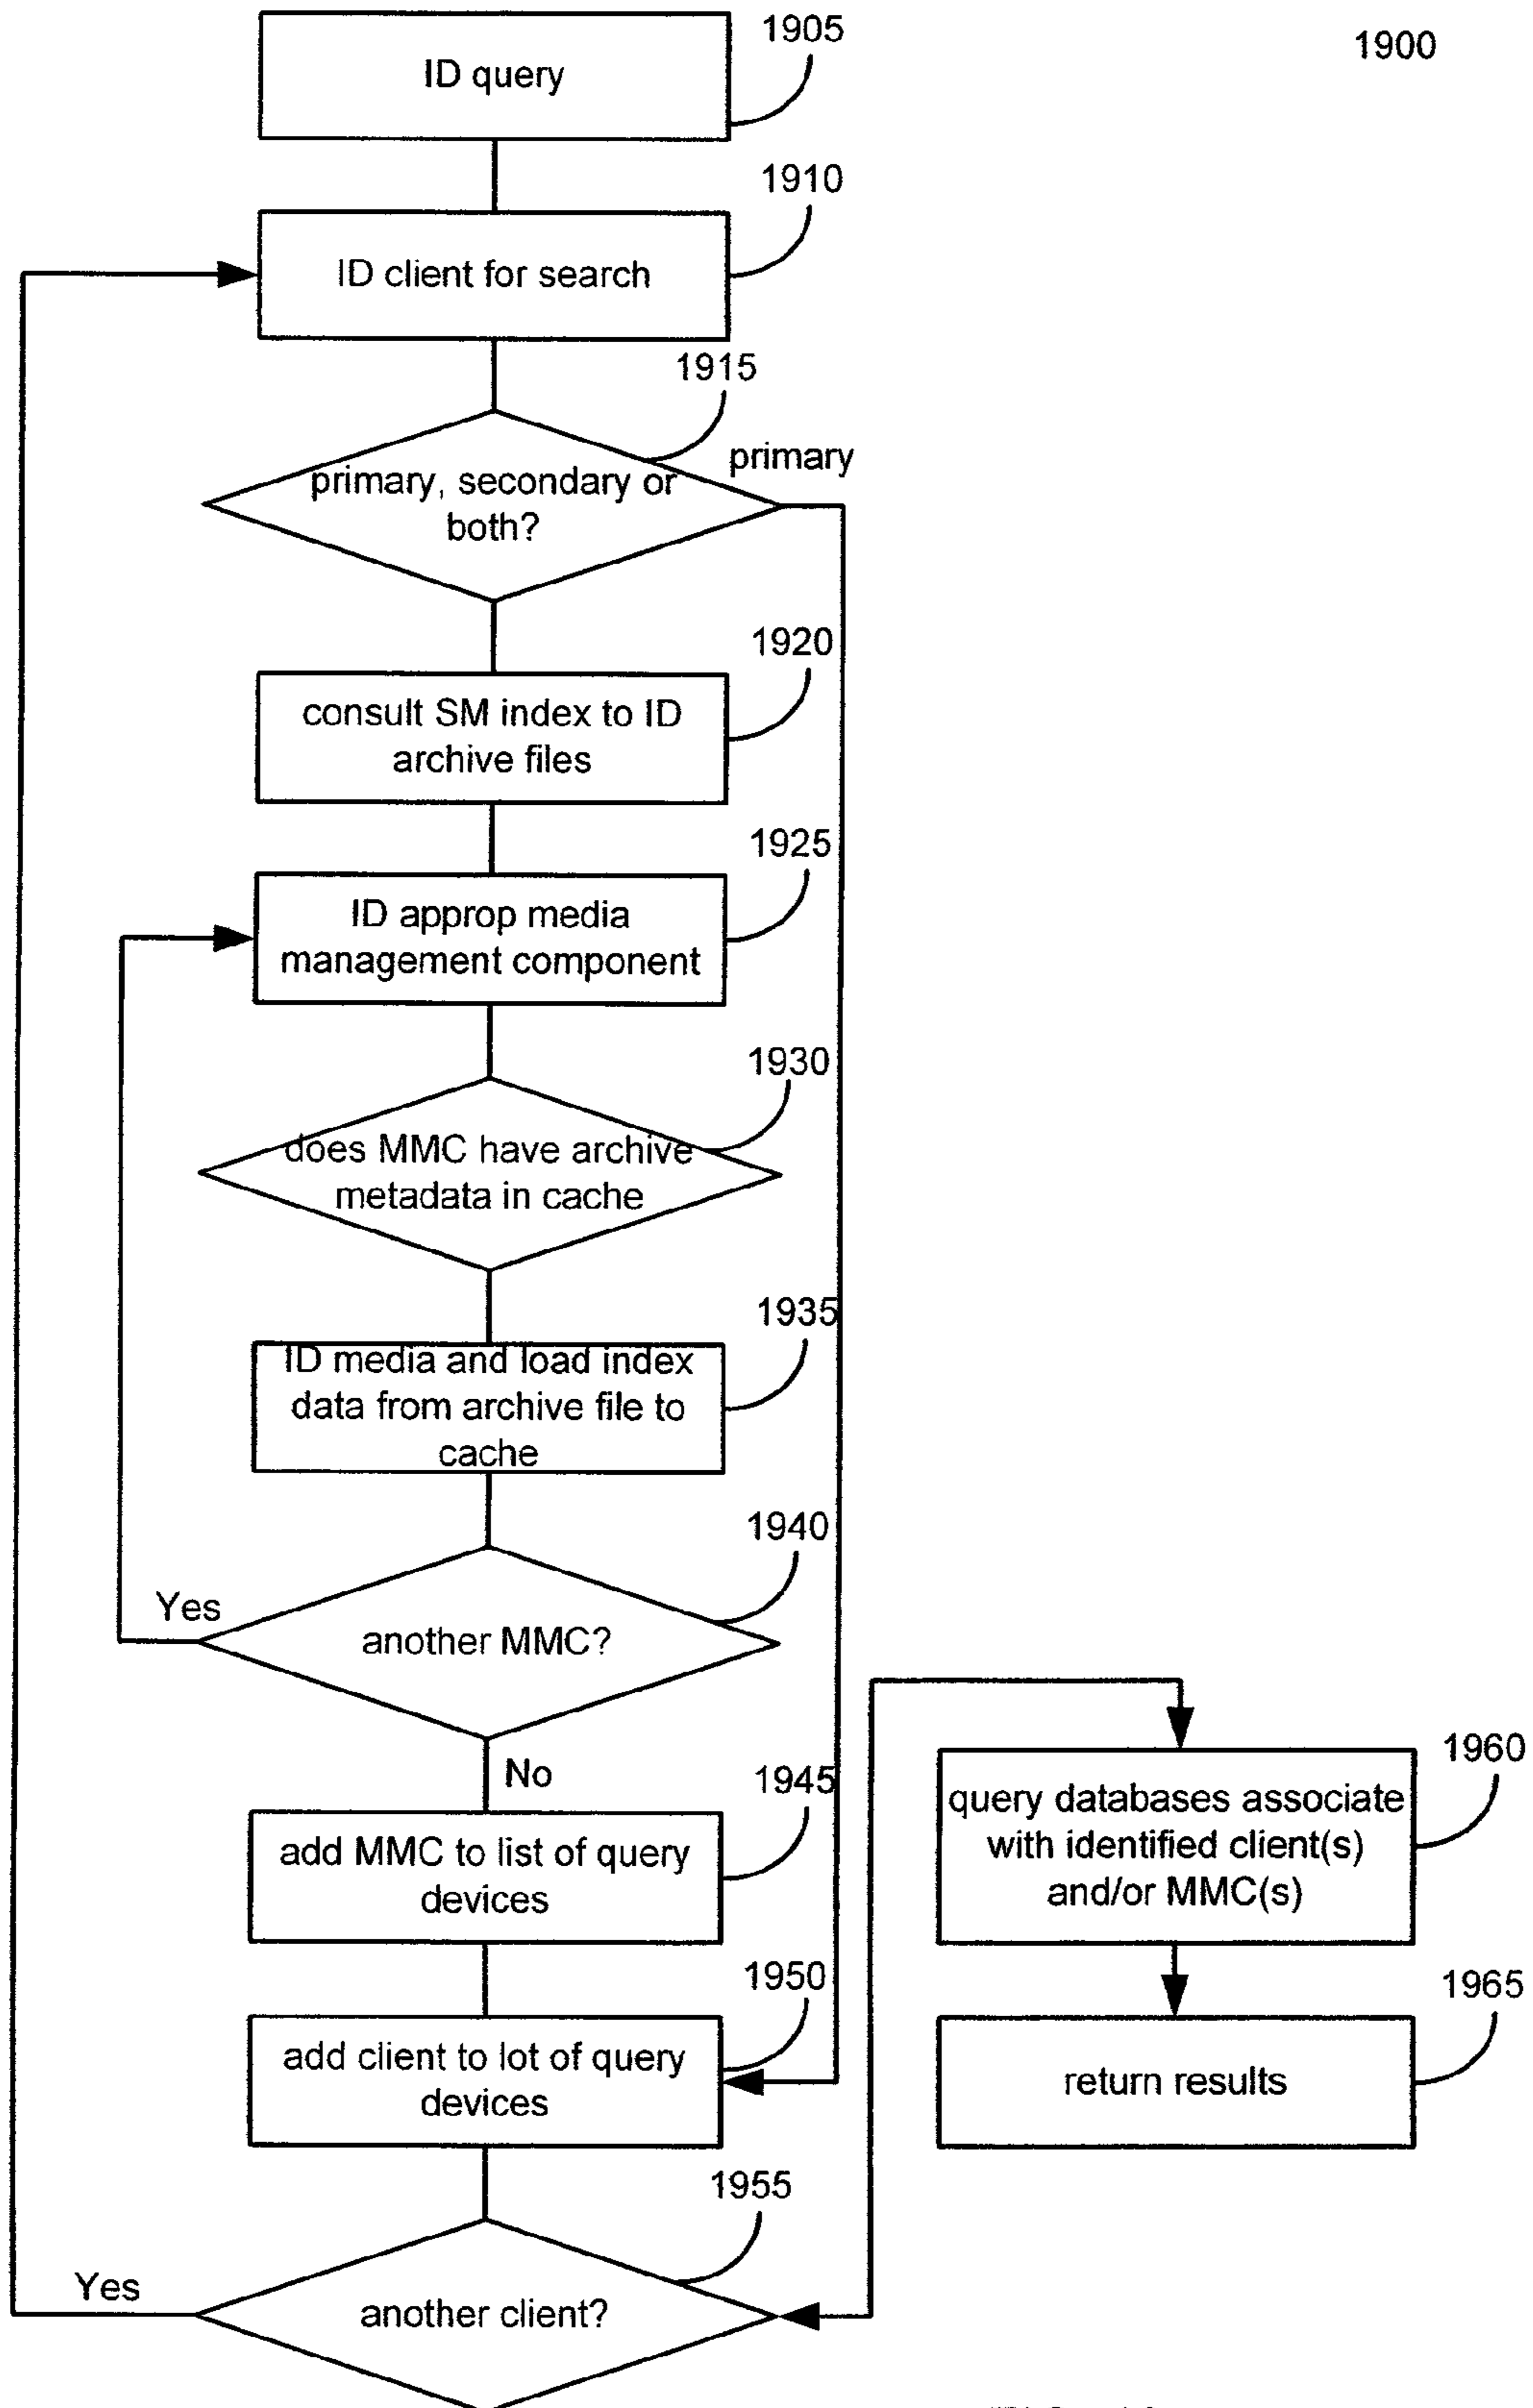 1905
1900
ID query
1910
ID client for search
1915
primary
primary, secondary or
both?
1920
consult SM index to ID
archive files
1925
ID approp media
management component
1930
does MMC have archive
metadata in cache
1935
ID media and load index
data from archive file to
cache
1940
Yes
another MMC?
No
1945
add MMC to list of query
devices
1960
query databases associate
with identified client(s)
and/or MMC(s)
1950
add client to lot of query
devices
1965
return results
1955
Yes
another client?